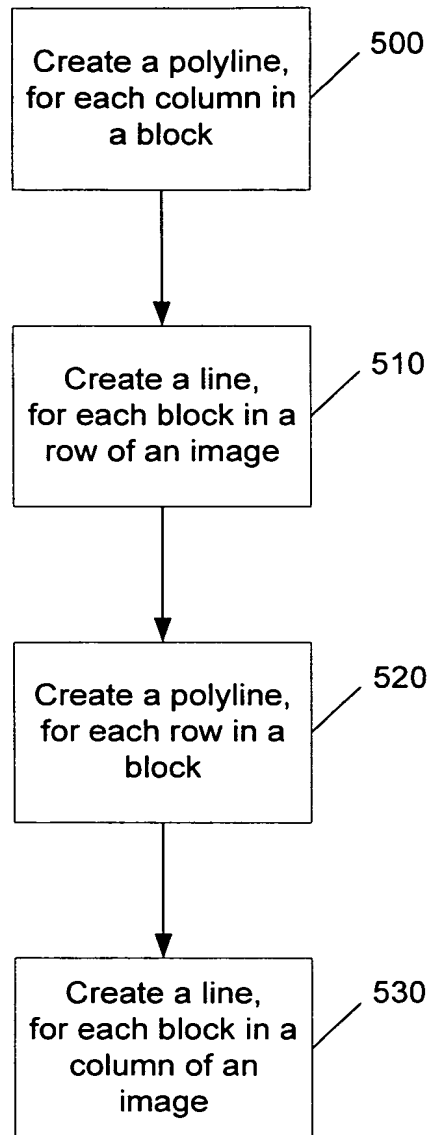 Create a polyline,
for each column in
a block
500
Create a line,
for each block in a
row of an image
510
Create a polyline,
for each row in a
block
520
Create a line,
for each block in a
column of an
image
530